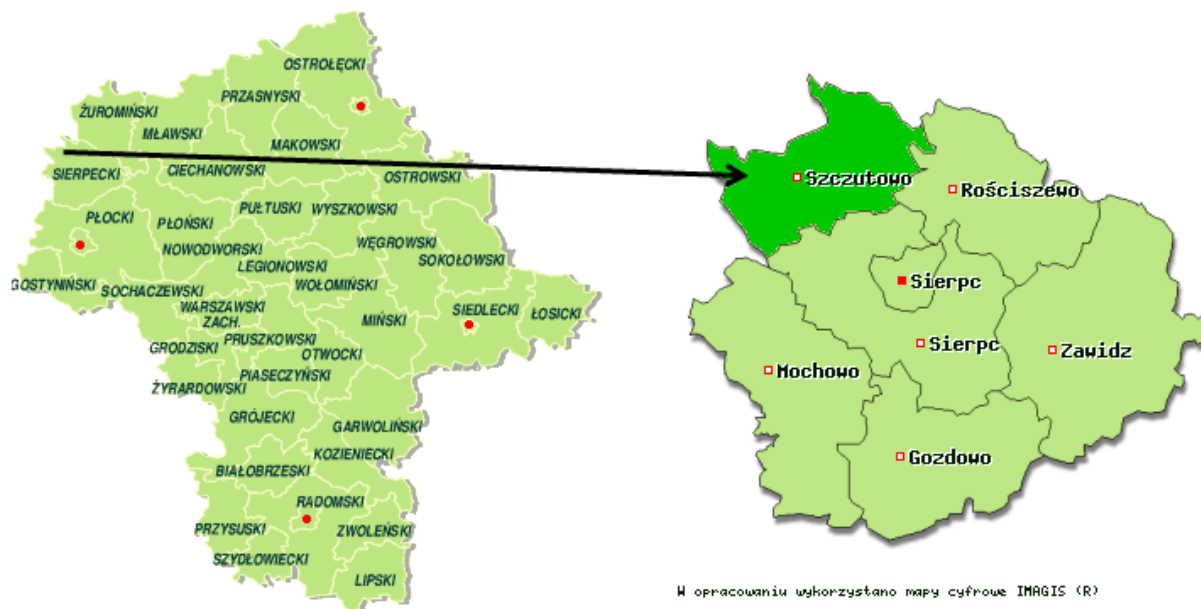 OSTROŁĘCKI
PRZASNYSKI
ŻUROMIŃSKI
MŁAWSKI
MAKOWSKI
CIECHANOWSKI
SIERPECKI
OSTROWSKI
PUŁTUSKI
WYSZKOWSKI
PŁOCKI
PŁOŃSKI
NOWODWORSKI
WĘGROWSKI
SOKOŁOWSKI
LEGIONOWSKI
GOSTYNIŃSKI
SOCHACZEWSKI
WOŁOMIŃSKI
WARSZAWSKI
ZACH.
SIEDLECKI
ŁOSICKI
MIŃSKI
PRUSZKOWSKI
GRODZISKI
OTWOCKI
PIASECZYŃSKI
ŻYRARDOWSKI
GRÓJECKI
GARWOLIŃSKI
KOZIENIECKI
BIAŁOBRZESKI
RADOMSKI
PRZYSUSKI
ZWOLEŃSKI
SZYDŁOWIECKI
LIPSKI
Szczutowo
Rościszewo
Sierpc
Sierpc
Zawidz
Mochowo
Gozdowo
W opracowaniu wykorzystano mapy cyfrowe IMAGIS (R)